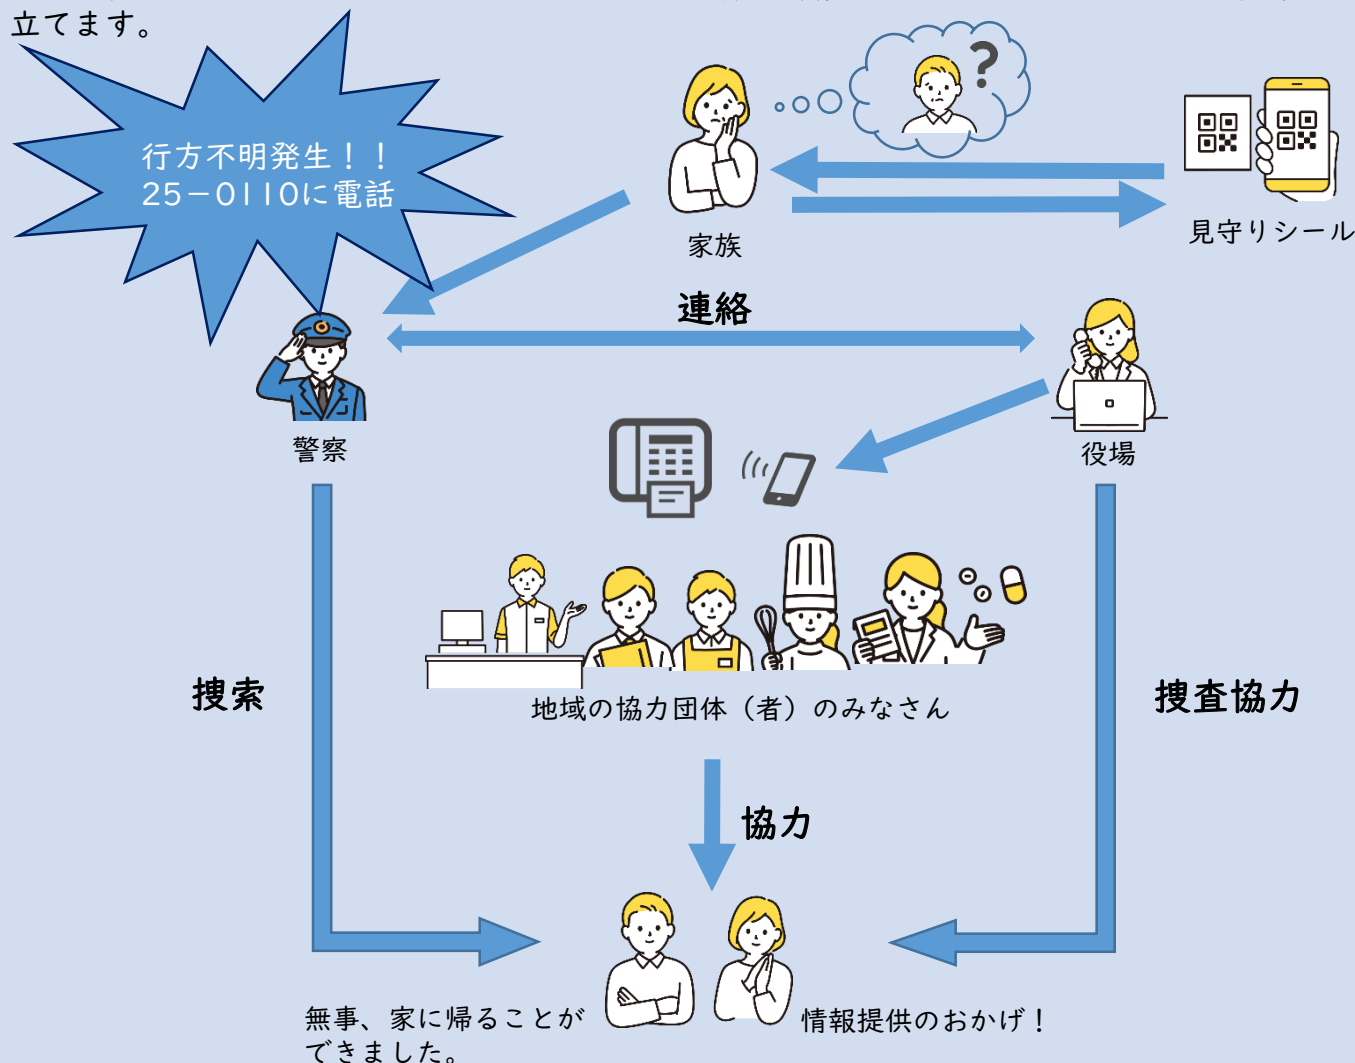 立てます。
行方不明発生！！
25－0110に電話
家族
見守りシール
連絡
警察
役場
地域の協力団体（者）のみなさん
捜索
捜査協力
協力
無事、家に帰ることが
できました。
情報提供のおかげ！